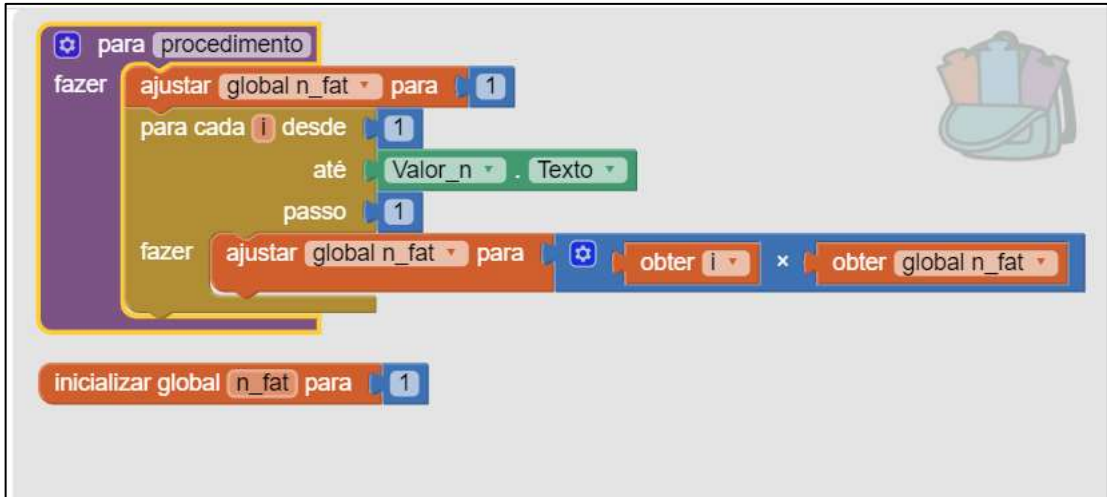 para procedimento
fazer ajustar global n_fat para 1
para cada i desde 1
até Valor_n . Texto
passo 1
fazer ajustar global n_fat para obter i × obter global n_fat
inicializar global n_fat para 1